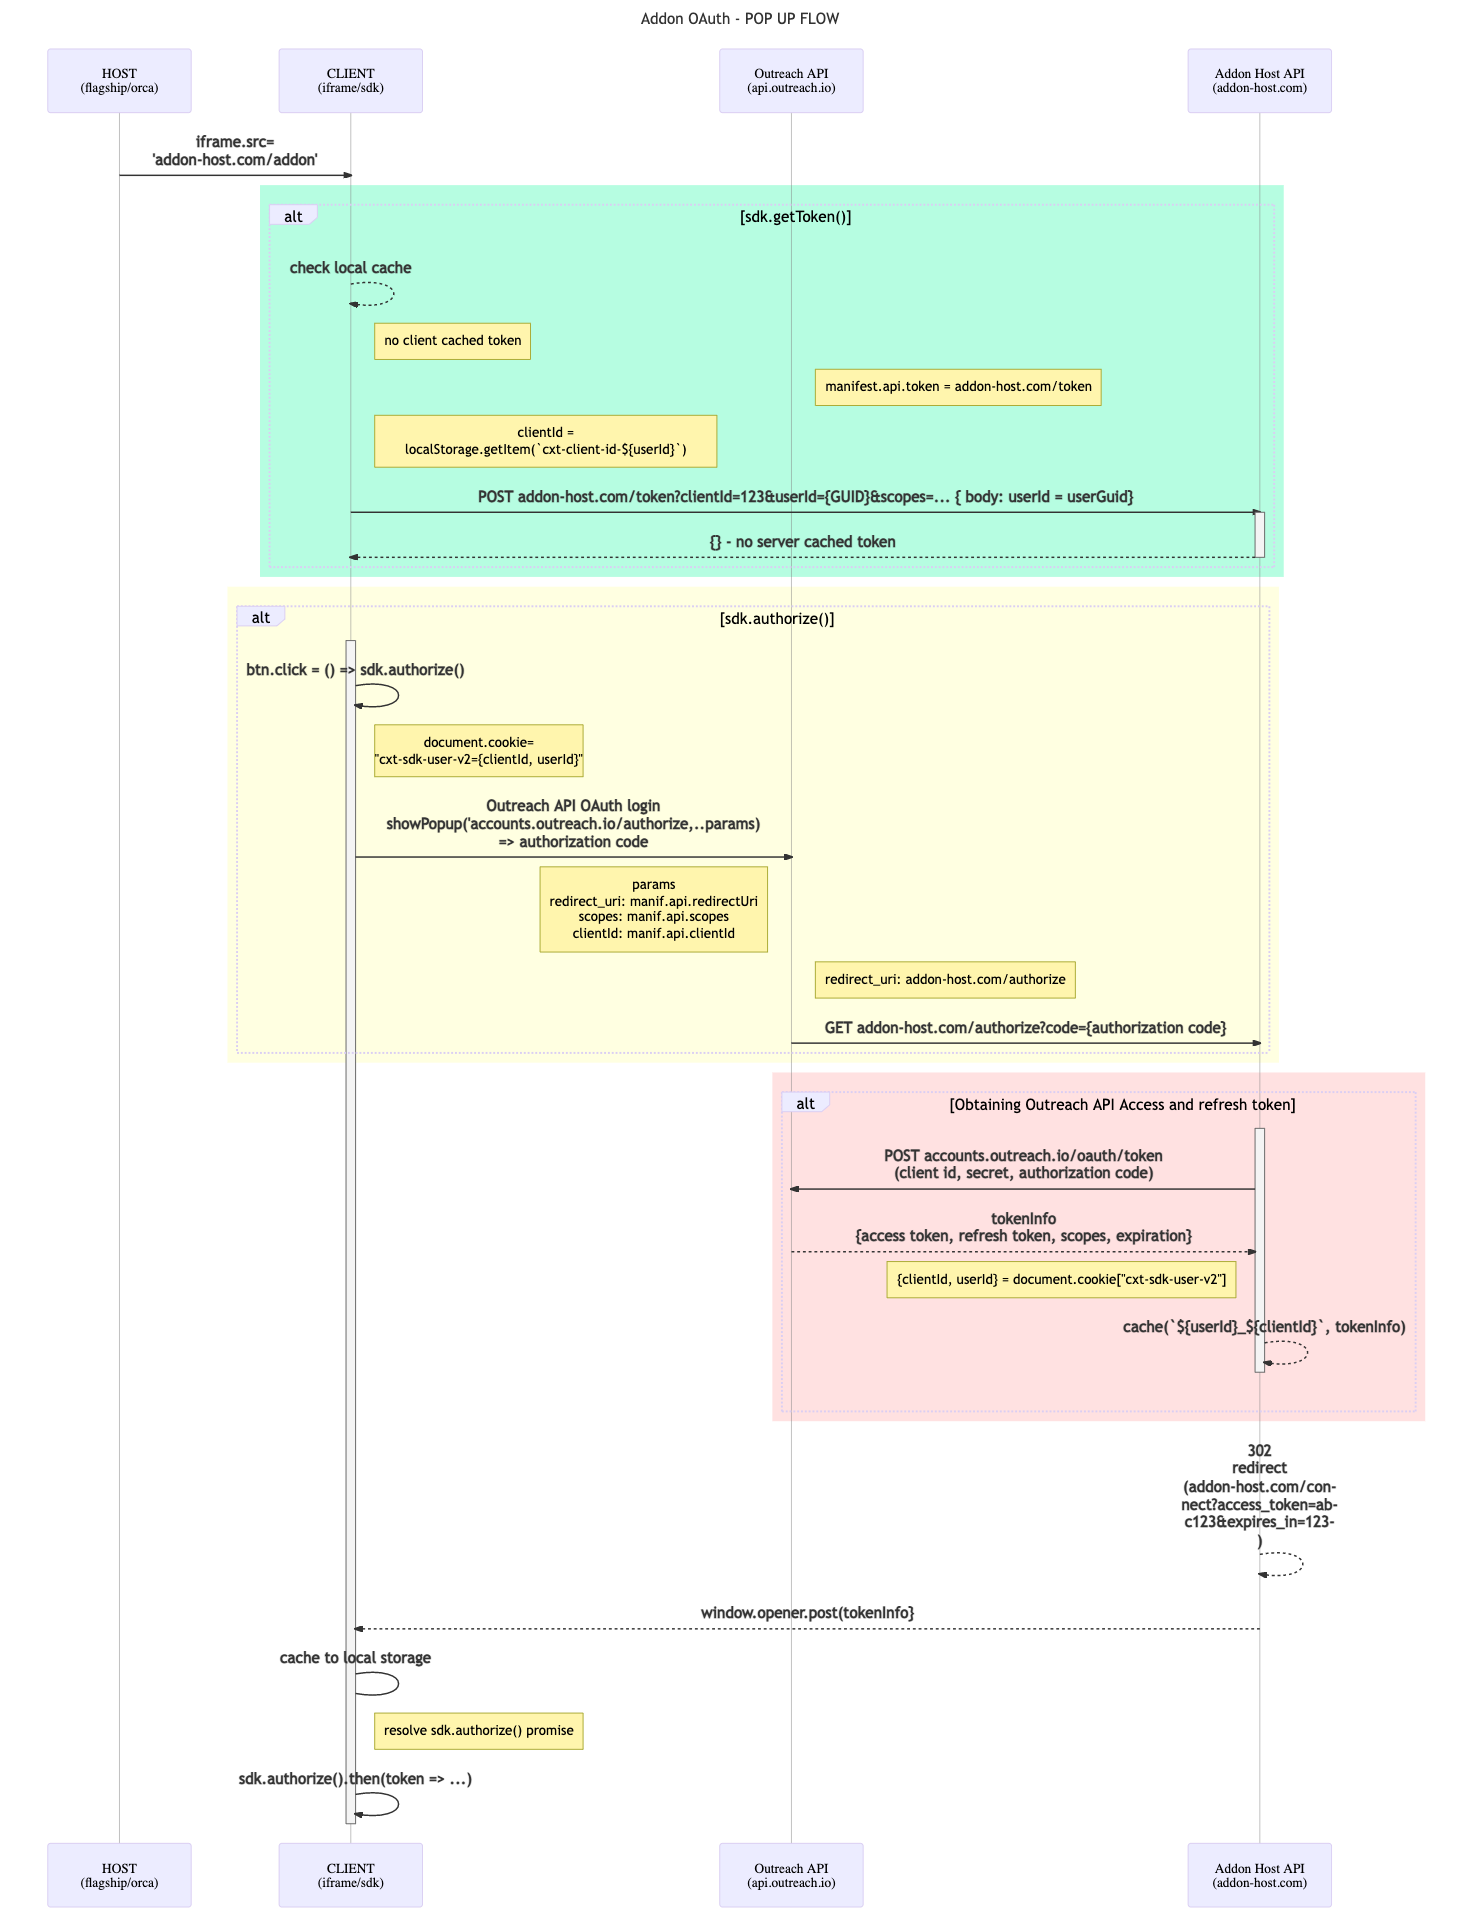 Addon OAuth - POP UP FLOW
HOST
(flagship/orca)
CLIENT
(iframe/sdk)
Outreach API
(api.outreach.io)
Addon Host API
(addon-host.com)
iframe.src=
'addon-host.com/addon'
alt
[sdk.getToken()]
check local cache
no client cached token
manifest.api.token = addon-host.com/token
clientId =
localStorage.getItem(`cxt-client-id-${userId}`)
POST addon-host.com/token?clientId=123&userId={GUID}&scopes=... { body: userId = userGuid}
{} - no server cached token
alt
[sdk.authorize()]
btn.click = () => sdk.authorize()
document.cookie=
"cxt-sdk-user-v2={clientId, userId}"
Outreach API OAuth login
showPopup('accounts.outreach.io/authorize,..params)
=> authorization code
params
redirect_uri: manif.api.redirectUri
scopes: manif.api.scopes
clientId: manif.api.clientId
redirect_uri: addon-host.com/authorize
GET addon-host.com/authorize?code={authorization code}
alt
[Obtaining Outreach API Access and refresh token]
POST accounts.outreach.io/oauth/token
(client id, secret, authorization code)
tokenInfo
{access token, refresh token, scopes, expiration}
{clientId, userId} = document.cookie["cxt-sdk-user-v2"]
cache(`${userId}_${clientId}`, tokenInfo)
302
redirect
(addon-host.com/con-
nect?access_token=ab-
c123&expires_in=123-
)
window.opener.post(tokenInfo}
cache to local storage
resolve sdk.authorize() promise
sdk.authorize().then(token => ...)
HOST
(flagship/orca)
CLIENT
(iframe/sdk)
Outreach API
(api.outreach.io)
Addon Host API
(addon-host.com)